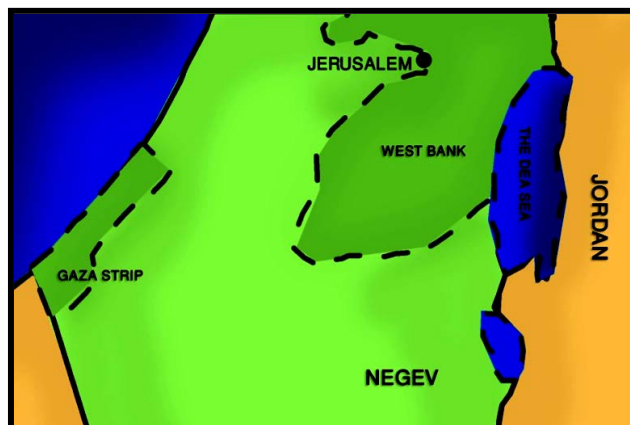 JERUSALEM
WEST BANK
THE DEA SEA
JORDAN
GAZA STRIP
NEGEV